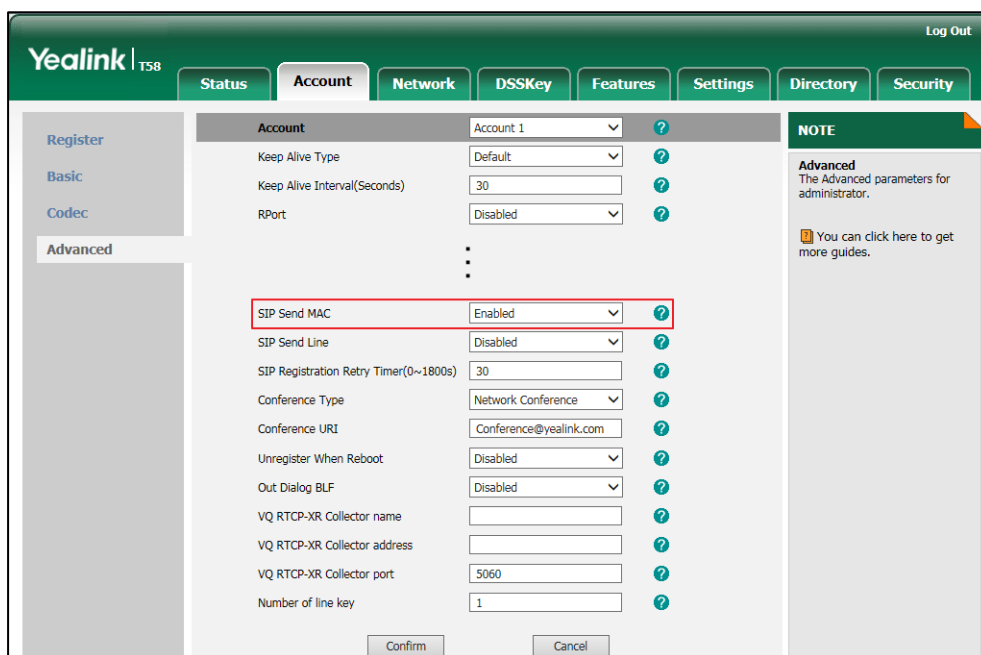 Log Out
Yealink T58
Status Account Network DSSKey Features Settings Directory Security
Register
Basic
Codec
Advanced
Account Account 1 ?
Keep Alive Type Default ?
Keep Alive Interval(Seconds) 30 ?
RPort Disabled ?
SIP Send MAC Enabled ?
SIP Send Line Disabled ?
SIP Registration Retry Timer(0~1800s) 30 ?
Conference Type Network Conference ?
Conference URI Conference@yealink.com ?
Unregister When Reboot Disabled ?
Out Dialog BLF Disabled ?
VQ RTCP-XR Collector name ?
VQ RTCP-XR Collector address ?
VQ RTCP-XR Collector port 5060 ?
Number of line key 1 ?
Confirm Cancel
NOTE
Advanced
The Advanced parameters for
administrator.
? You can click here to get
more guides.